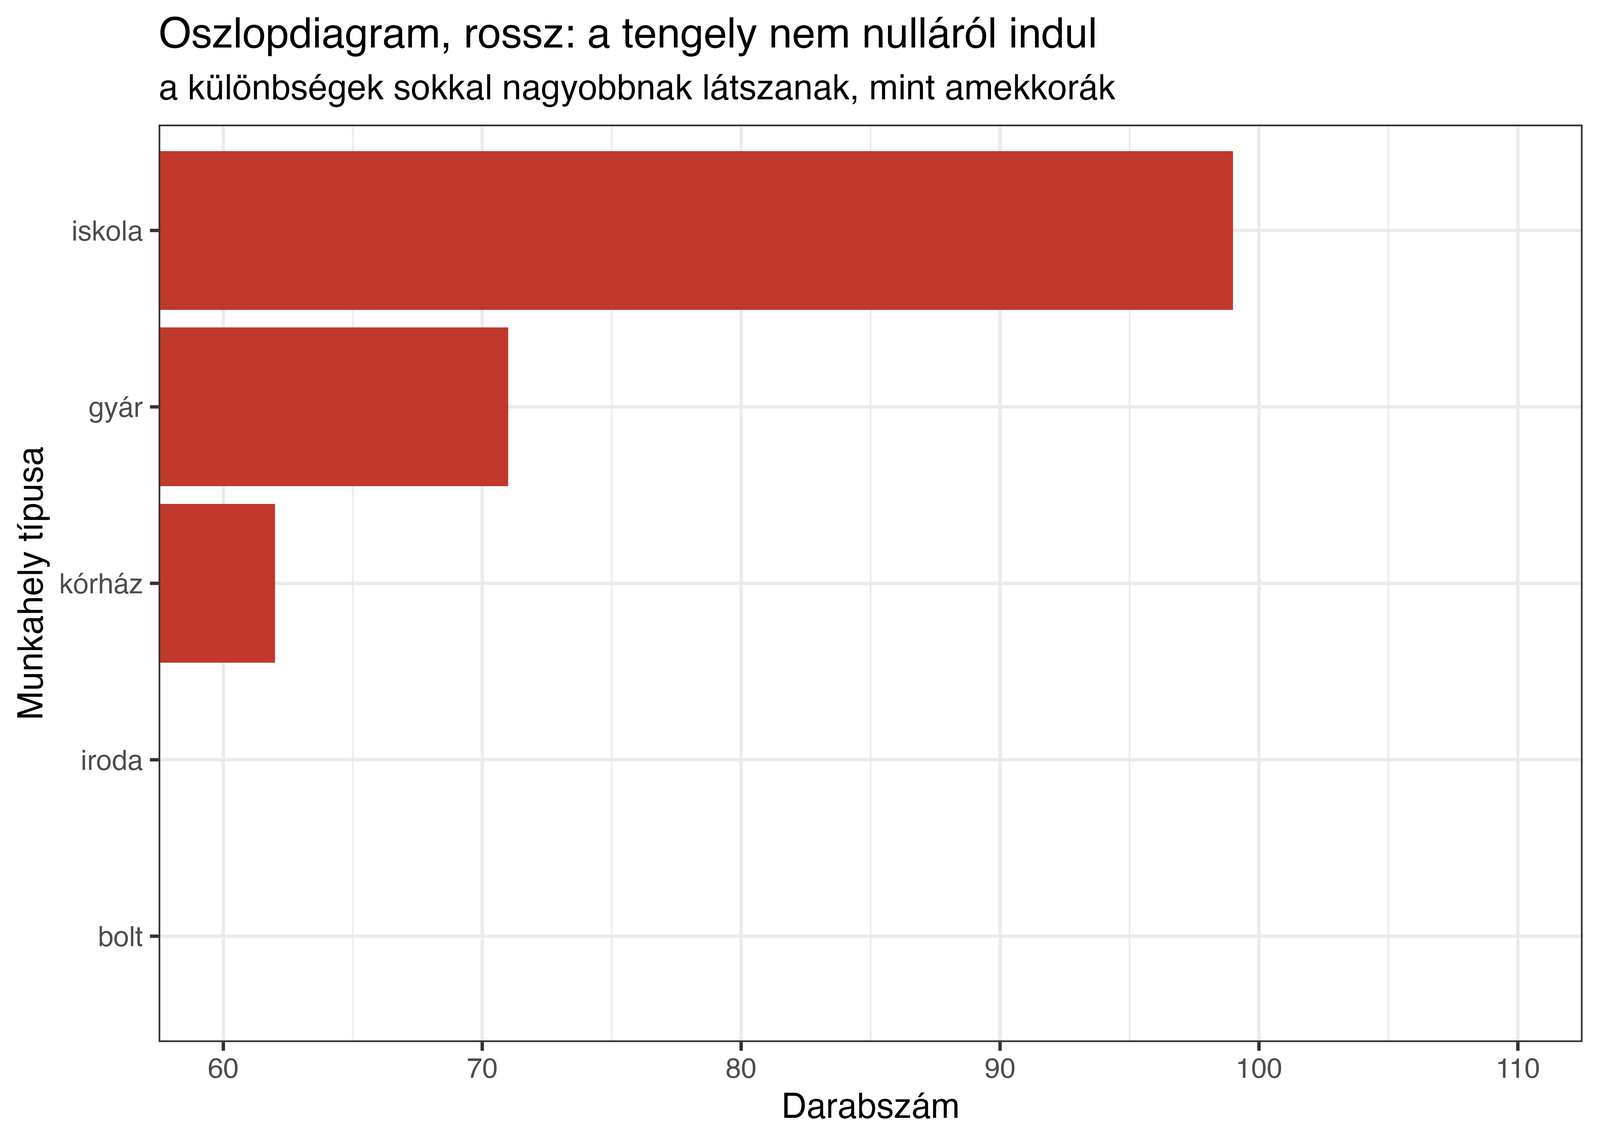 Oszlopdiagram, rossz: a tengely nem nulláról indul
a különbségek sokkal nagyobbnak látszanak, mint amekkorák
Munkahely típusa
iskola
gyár
kórház
iroda
bolt
60 70 80 90 100 110
Darabszám